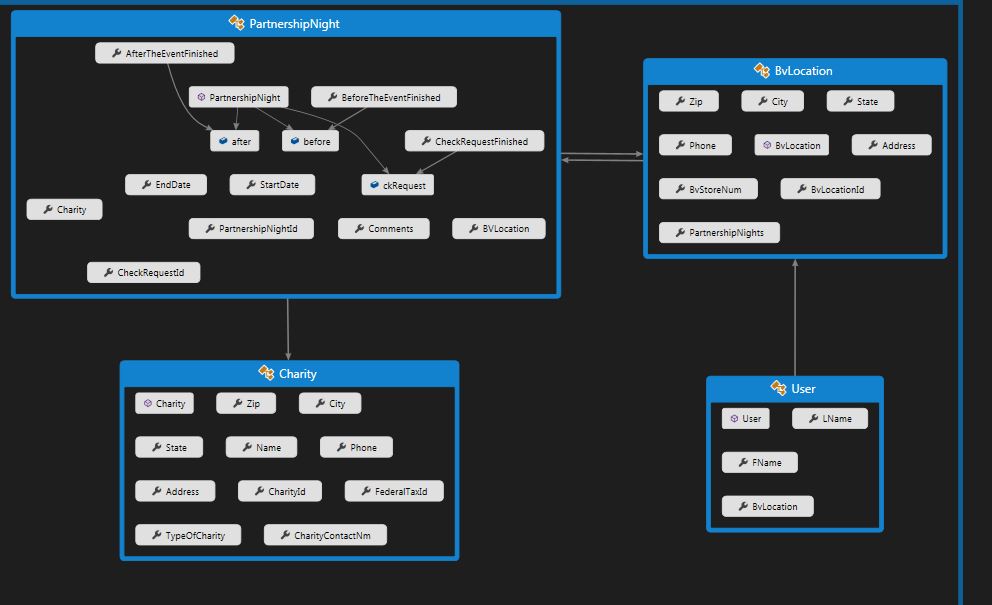 PartnershipNight
AfterTheEventFinished
PartnershipNight
BeforeTheEventFinished
after
before
CheckRequestFinished
EndDate
StartDate
ckRequest
Charity
PartnershipNightId
Comments
BVLocation
CheckRequestId
BvLocation
Zip
City
State
Phone
BvLocation
Address
BvStoreNum
BvLocationId
PartnershipNights
Charity
Charity
Zip
City
State
Name
Phone
Address
CharityId
FederalTaxId
TypeOfCharity
CharityContactNm
User
User
LName
FName
BvLocation